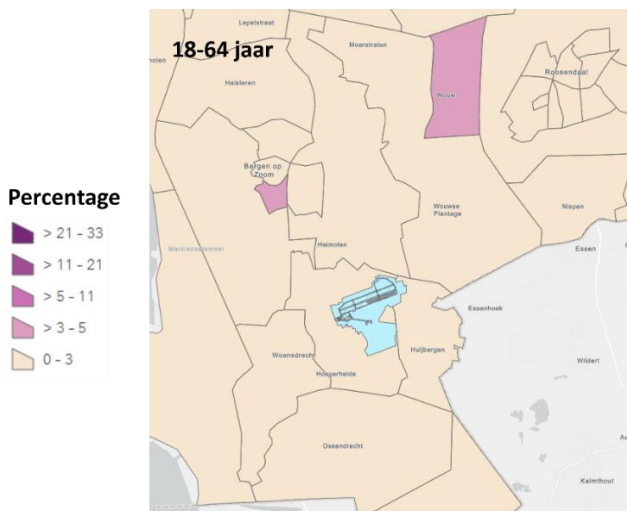 Lepelstraat
18-64 jaar
Moerstraten
molen
Roosendaal
Halsteren
Wouw
Bergen op
Zoom
Percentage
> 21 - 33
> 11 - 21
> 5 - 11
> 3 - 5
0 - 3
Wouwse
Plantage
Nispen
Markiezaatsmeer
Heimolen
Essen
Essenhoek
Woensdrecht
Huijbergen
Wildert
Hoogerheide
Ossendrecht
Kalmthout